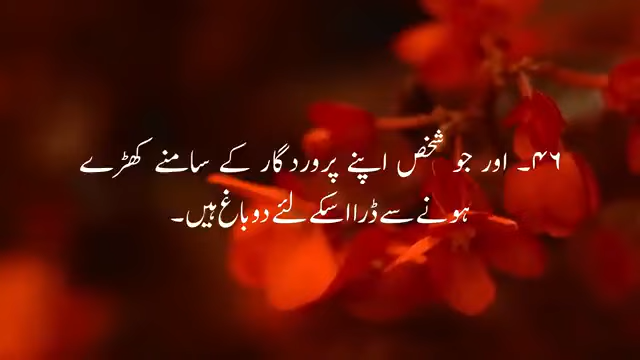 ۴۶۔ اور جو شخص اپنے پروردگار کے سامنے کھڑے
ہونے سے ڈرا اسکے لئے دو باغ ہیں۔